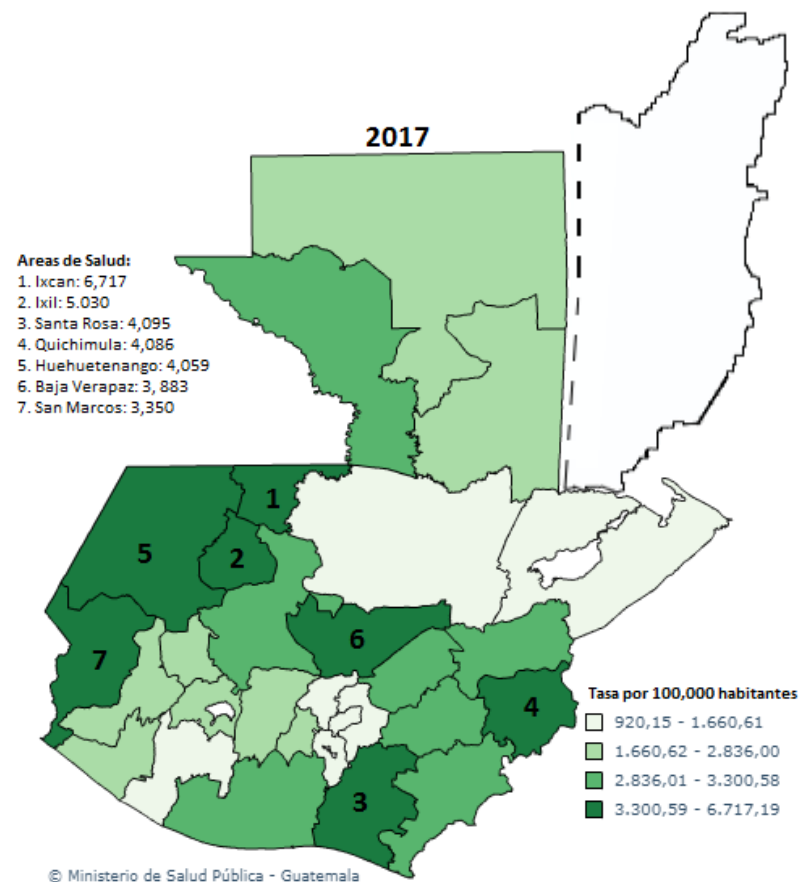 2017
Areas de Salud:
1. Ixcan: 6,717
2. Ixil: 5.030
3. Santa Rosa: 4,095
4. Quichimula: 4,086
5. Huehuetenango: 4,059
6. Baja Verapaz: 3, 883
7. San Marcos: 3,350
1
2
5
6
7
4
3
Tasa por 100,000 habitantes
920,15 - 1.660,61
1.660,62 - 2.836,00
2.836,01 - 3.300,58
3.300,59 - 6.717,19
© Ministerio de Salud Pública - Guatemala